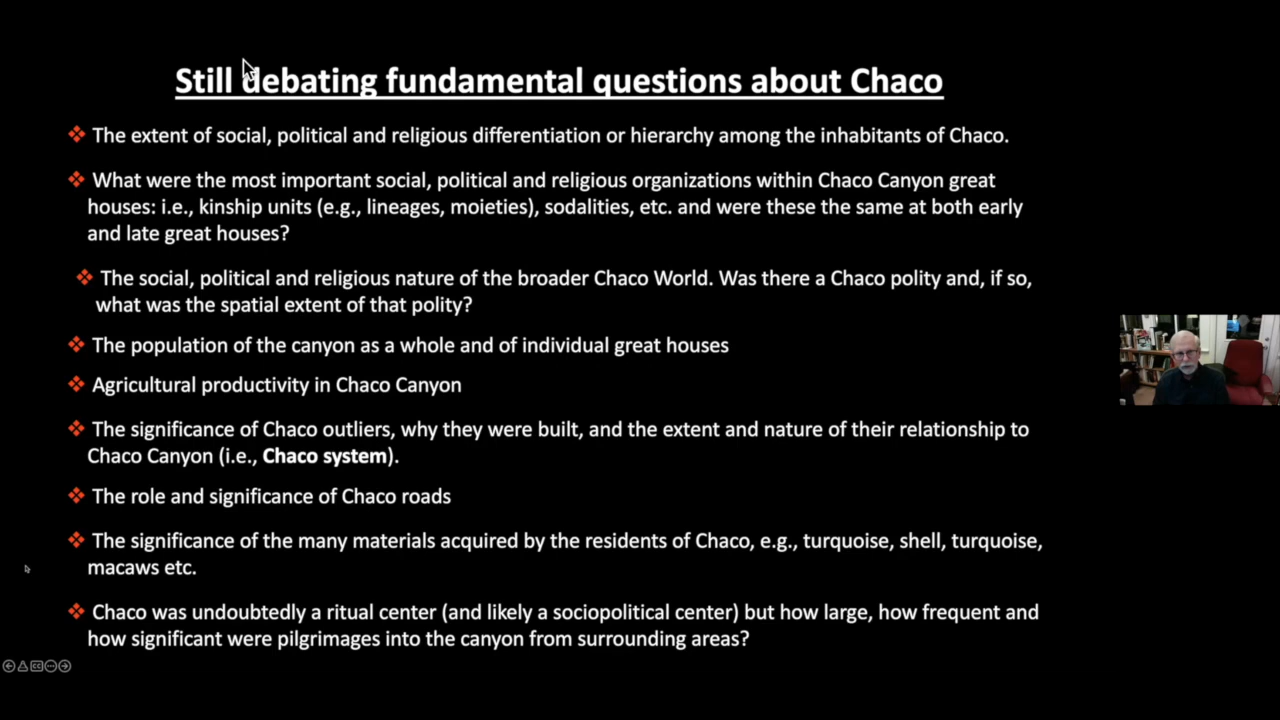 Still debating fundamental questions about Chaco
The extent of social, political and religious differentiation or hierarchy among the inhabitants of Chaco.
What were the most important social, political and religious organizations within Chaco Canyon great
houses: i.e., kinship units (e.g., lineages, moieties), sodalities, etc. and were these the same at both early
and late great houses?
The social, political and religious nature of the broader Chaco World. Was there a Chaco polity and, if so,
what was the spatial extent of that polity?
The population of the canyon as a whole and of individual great houses
Agricultural productivity in Chaco Canyon
The significance of Chaco outliers, why they were built, and the extent and nature of their relationship to
Chaco Canyon (i.e., Chaco system).
The role and significance of Chaco roads
The significance of the many materials acquired by the residents of Chaco, e.g., turquoise, shell, turquoise,
macaws etc.
Chaco was undoubtedly a ritual center (and likely a sociopolitical center) but how large, how frequent and
how significant were pilgrimages into the canyon from surrounding areas?